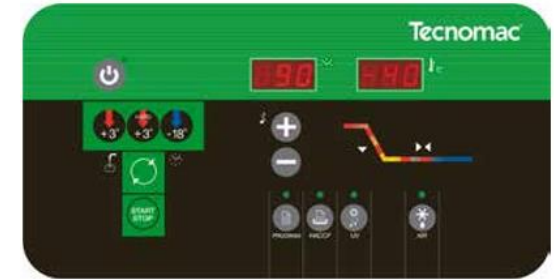 Tecnomac
90 -40 °C
+3° +3° -18°
START
STOP
PROGRAM HACCP UV AIR